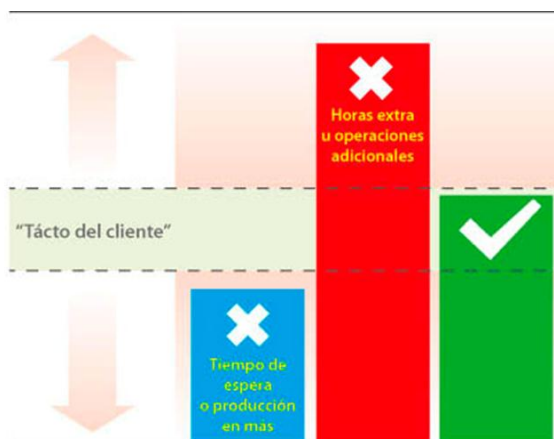 Horas extra
u operaciones
adicionales
“Tácto del cliente”
Tiempo de
espera
o producción
en más